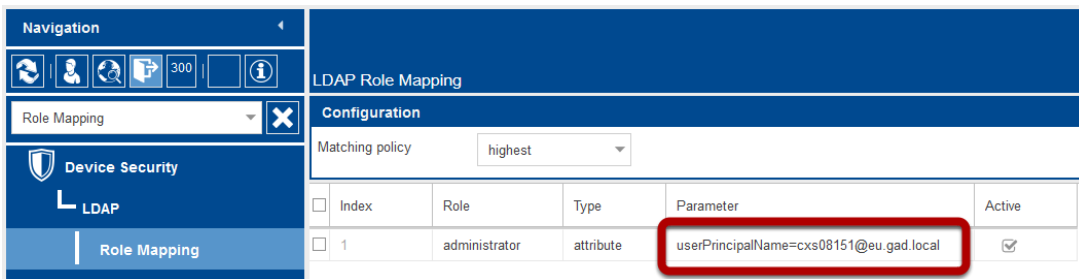 Navigation
300
LDAP Role Mapping
Role Mapping
Configuration
Matching policy
highest
Device Security
LDAP
Role Mapping
Index Role Type Parameter Active
1 administrator attribute userPrincipalName=cxs08151@eu.gad.local